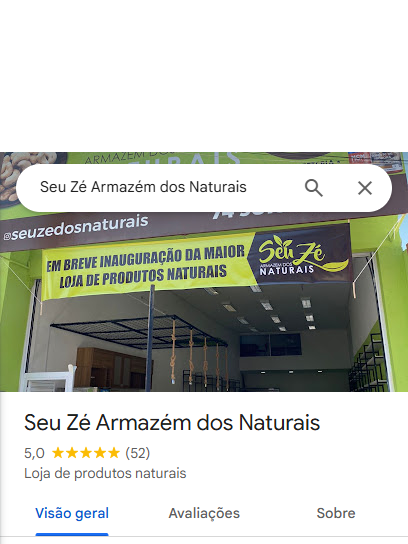 ARMAZÉM DOS
NATURAIS
Seu Zé Armazém dos Naturais
@seuzedosnaturais
EM BREVE INAUGURAÇÃO DA MAIOR
LOJA DE PRODUTOS NATURAIS
Seu Zé
ARMAZÉM DOS
NATURAIS
Seu Zé Armazém dos Naturais
5,0 ★★★★★ (52)
Loja de produtos naturais
Visão geral Avaliações Sobre